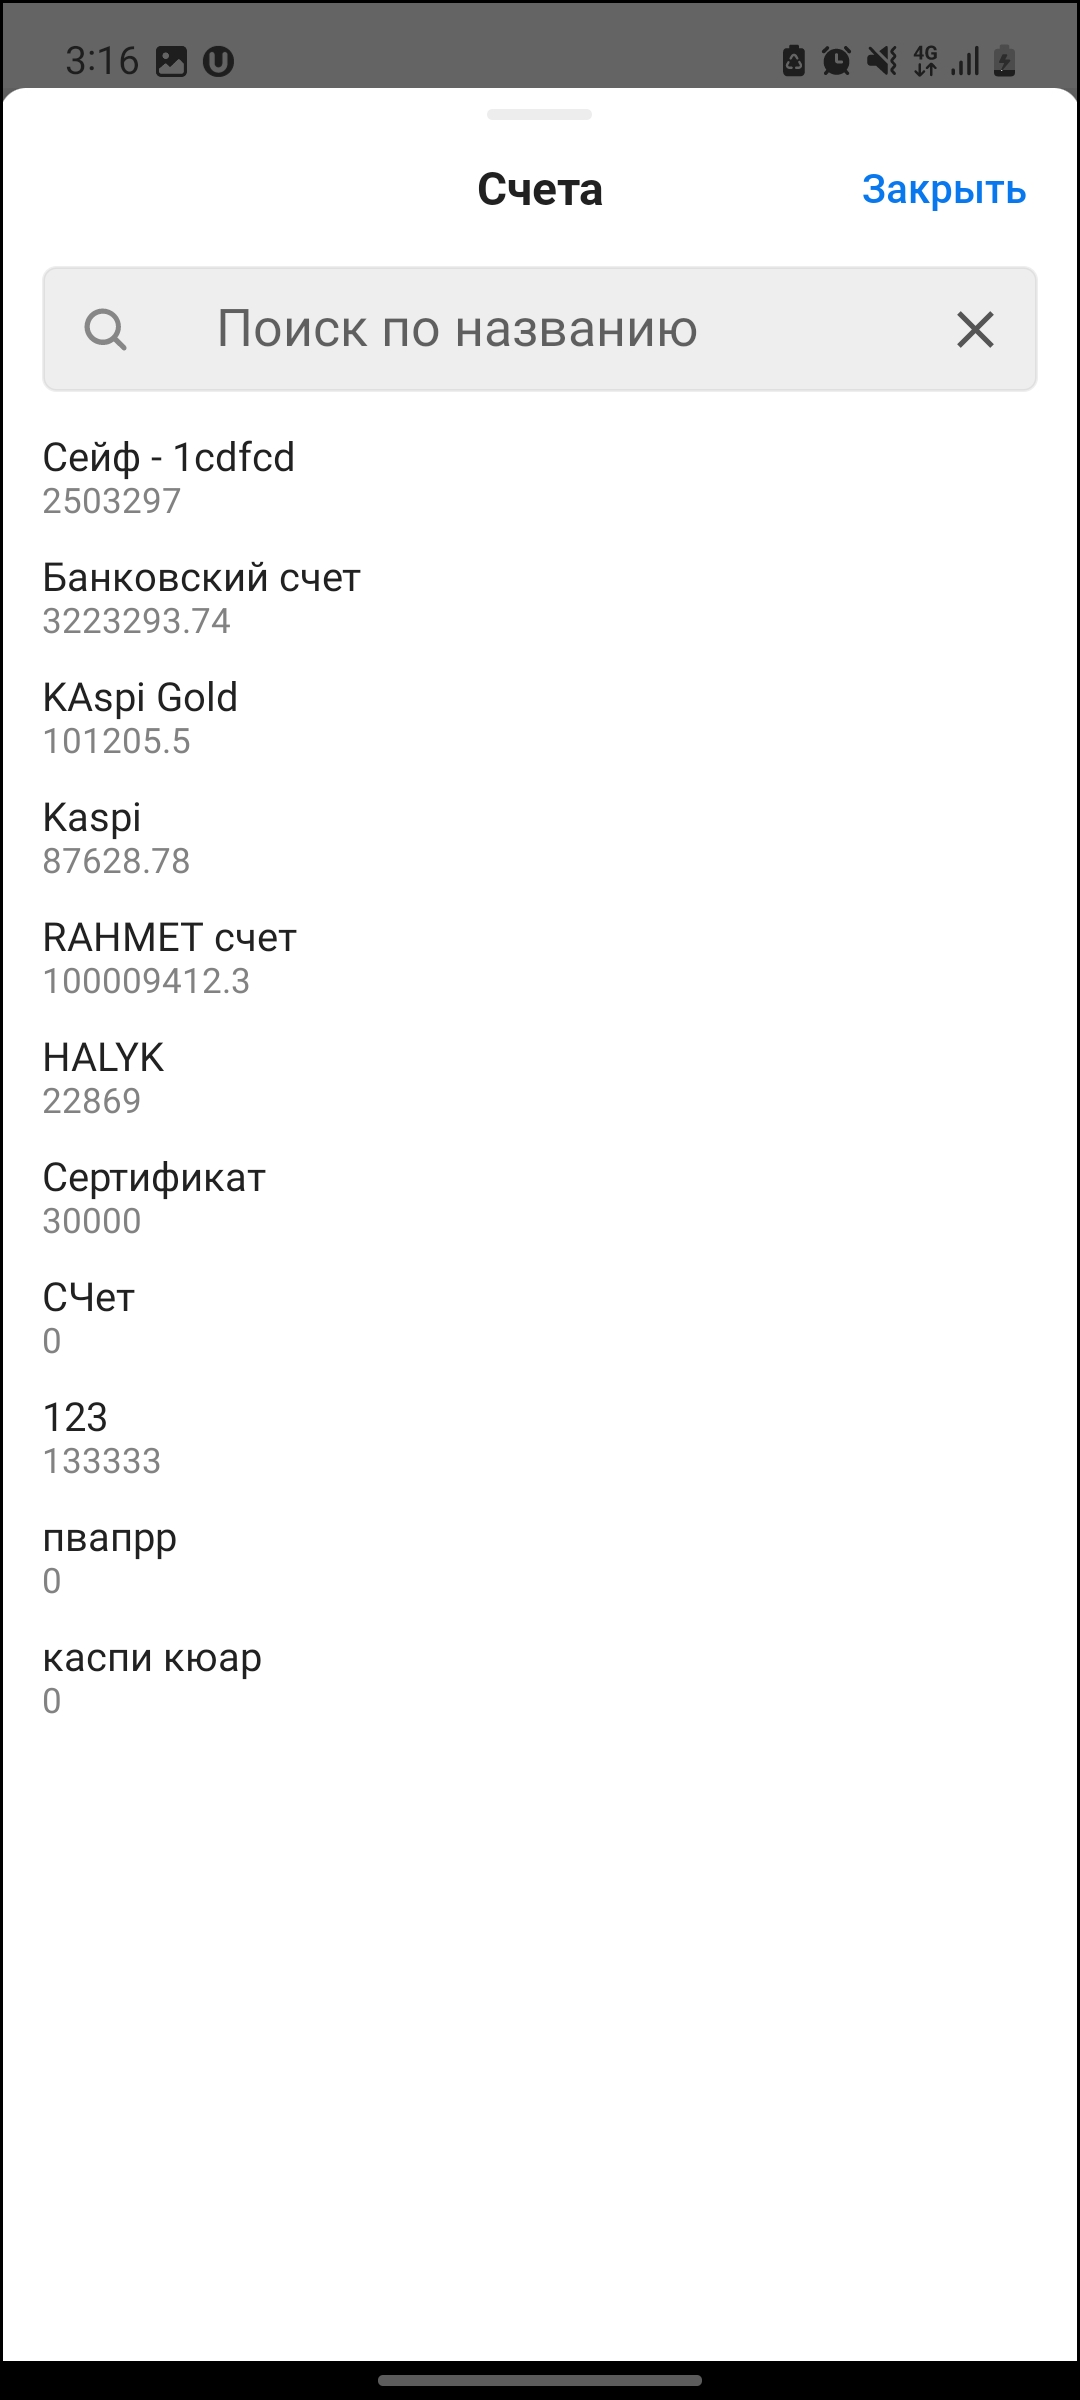 3:16
4G
Счета
Закрыть
Поиск по названию
Сейф - 1cdfcd
2503297
Банковский счет
3223293.74
KAspi Gold
101205.5
Kaspi
87628.78
RAHMET счет
100009412.3
HALYK
22869
Сертификат
30000
СЧет
0
123
133333
пвапрр
0
каспи кюар
0